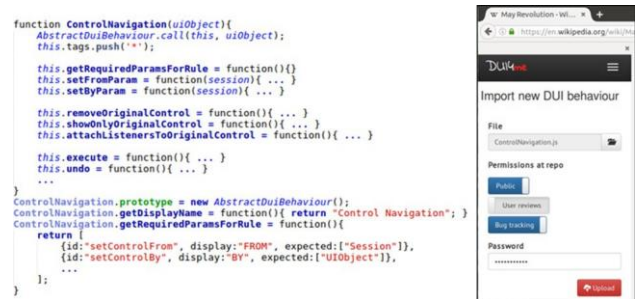 function ControlNavigation(uiObject){
    AbstractDuiBehaviour.call(this, uiObject);
    this.tags.push('*');

    this.getRequiredParamsForRule = function(){}
    this.setFromParam = function(session){ ... }
    this.setByParam = function(session){ ... }

    this.removeOriginalControl = function(){ ... }
    this.showOnlyOriginalControl = function(){ ... }
    this.attachListenersToOriginalControl = function(){ ... }

    this.execute = function(){ ... }
    this.undo = function(){ ... }
    ...
}
ControlNavigation.prototype = new AbstractDuiBehaviour();
ControlNavigation.getDisplayName = function(){ return "Control Navigation"; }
ControlNavigation.getRequiredParamsForRule = function(){
    return [
        {id:"setControlFrom", display:"FROM", expected:["Session"]},
        {id:"setControlBy", display:"BY", expected:["UIObject"]},
        ...
    ];
}
W May Revolution - Wi... × +
https://en.wikipedia.org/wiki/
×
Import new DUI behaviour
File
ControlNavigation.js
Permissions at repo
Public
User reviews
Bug tracking
Password
Upload